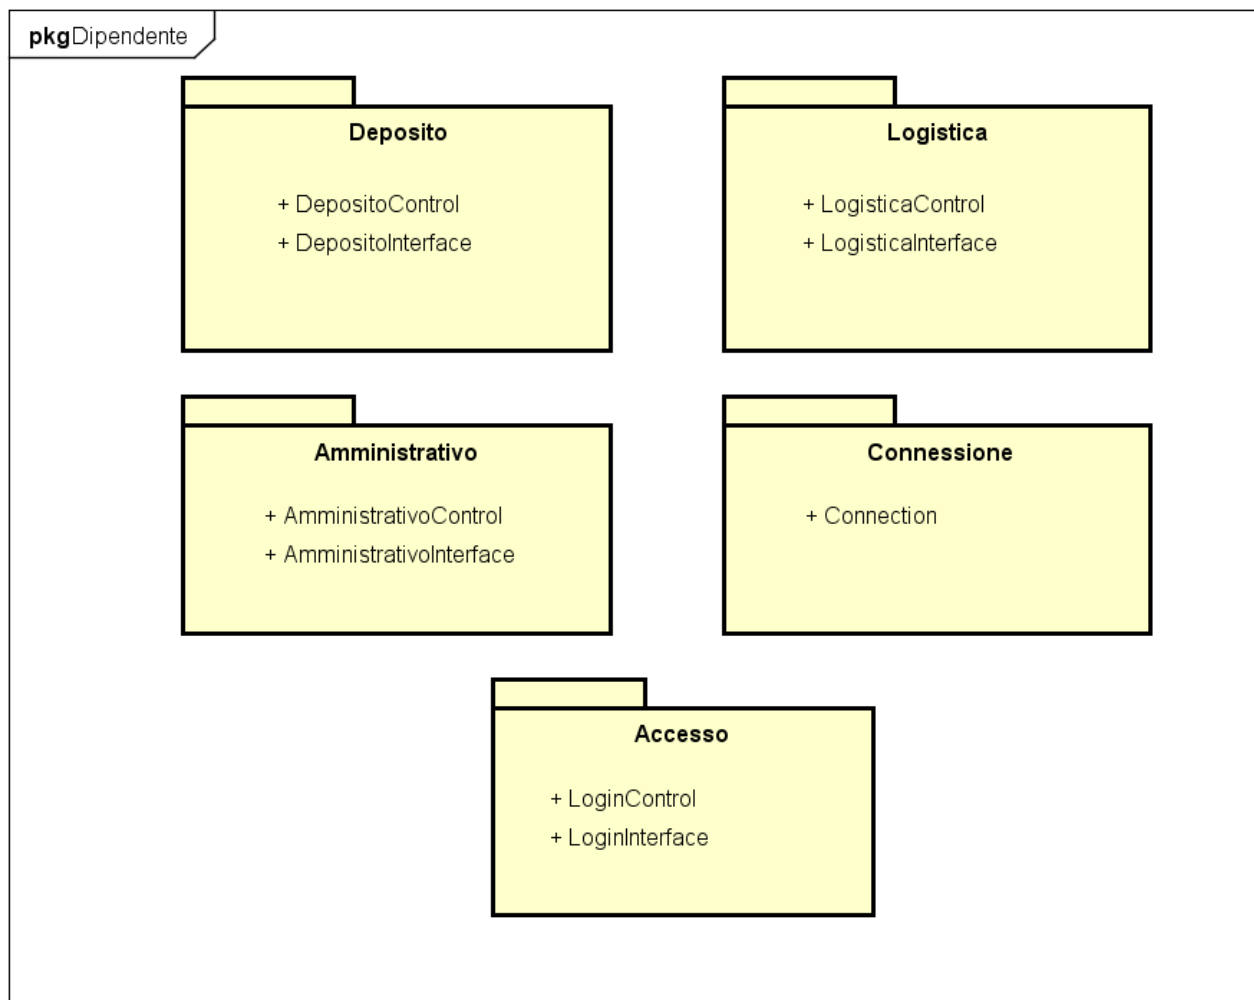 pkgDipendente
Deposito
+ DepositoControl
+ DepositoInterface
Logistica
+ LogisticaControl
+ LogisticaInterface
Amministrativo
+ AmministrativoControl
+ AmministrativoInterface
Connessione
+ Connection
Accesso
+ LoginControl
+ LoginInterface